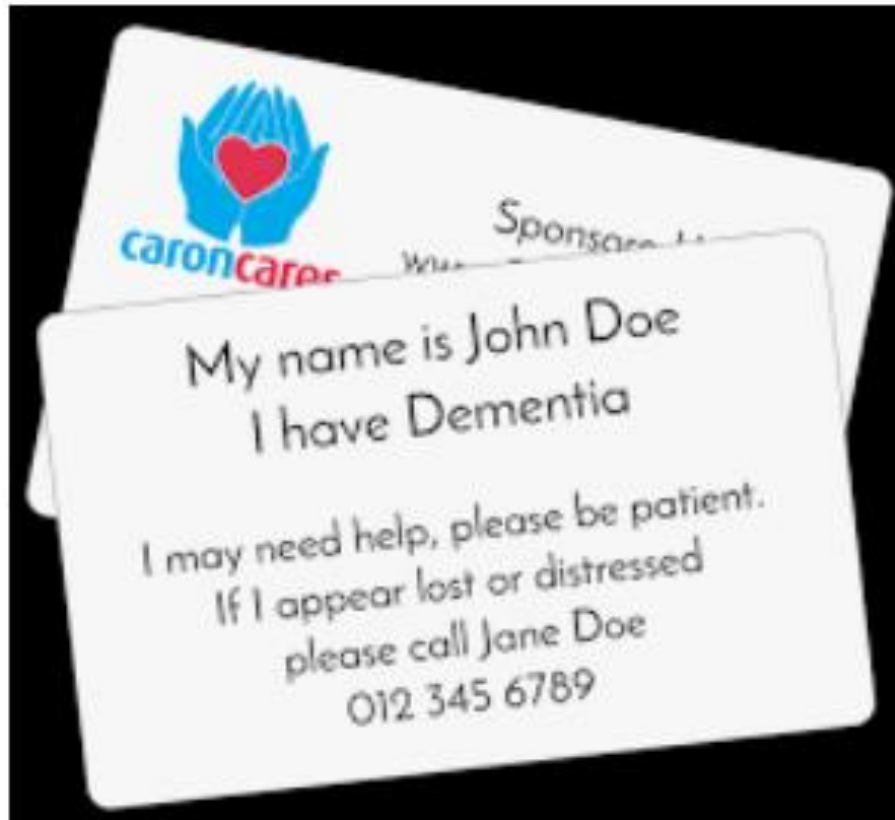 caroncares
My name is John Doe
I have Dementia
I may need help, please be patient.
If I appear lost or distressed
please call Jane Doe
012 345 6789